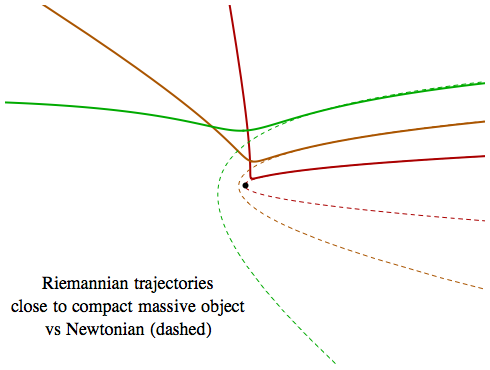 Riemannian trajectories
close to compact massive object
vs Newtonian (dashed)